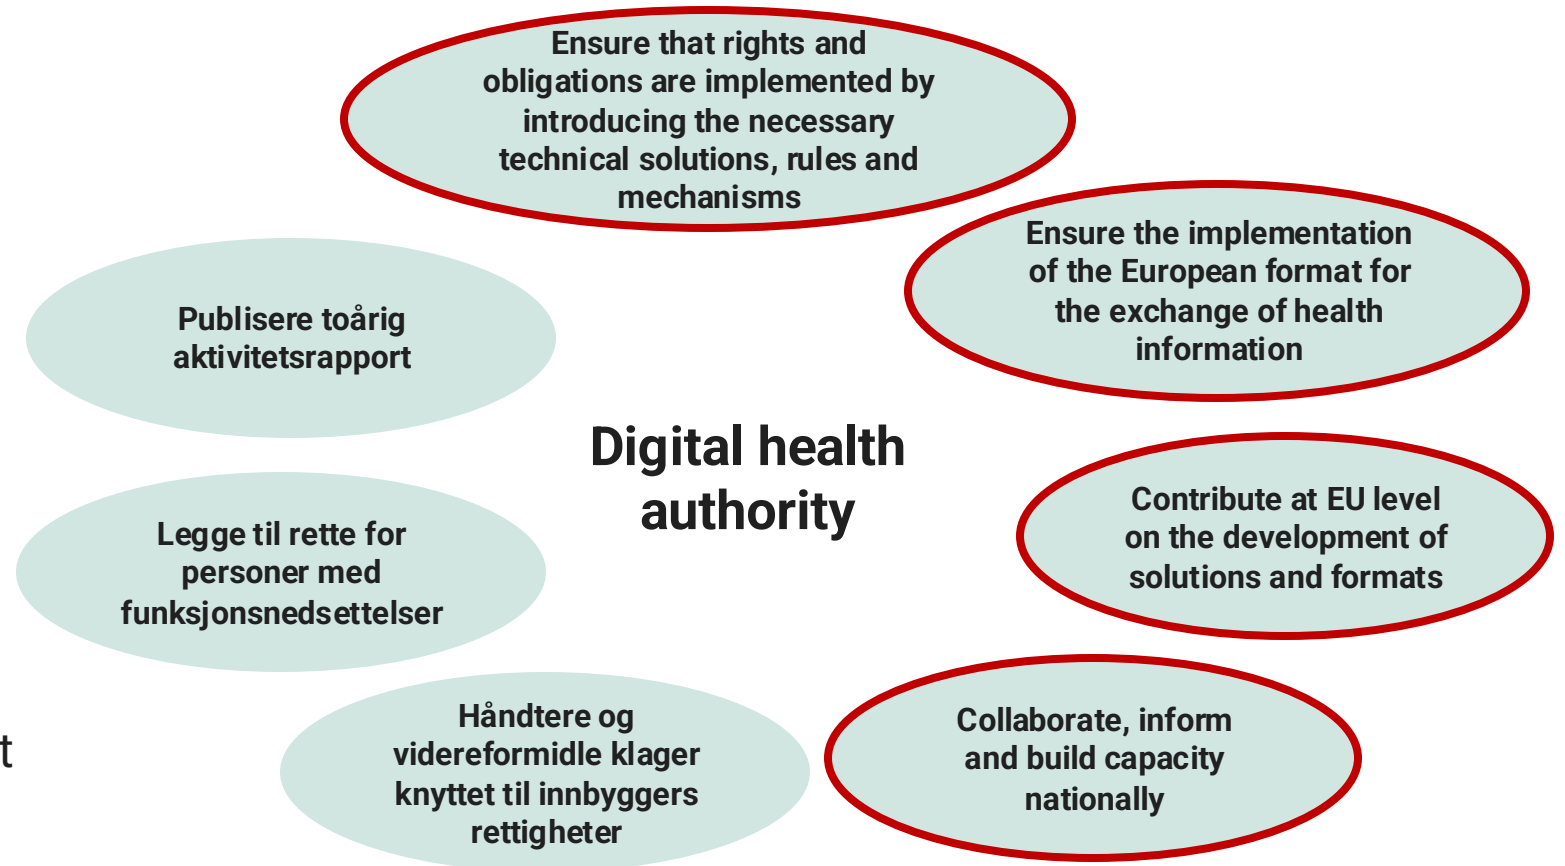 Ensure that rights and
obligations are implemented by
introducing the necessary
technical solutions, rules and
mechanisms
Ensure the implementation
of the European format for
the exchange of health
information
Publisere toårig
aktivitetsrapport
Digital health
authority
Contribute at EU level
on the development of
solutions and formats
Legge til rette for
personer med
funksjonsnedsettelser
Collaborate, inform
and build capacity
nationally
Håndtere og
videreformidle klager
knyttet til innbyggers
rettigheter
t